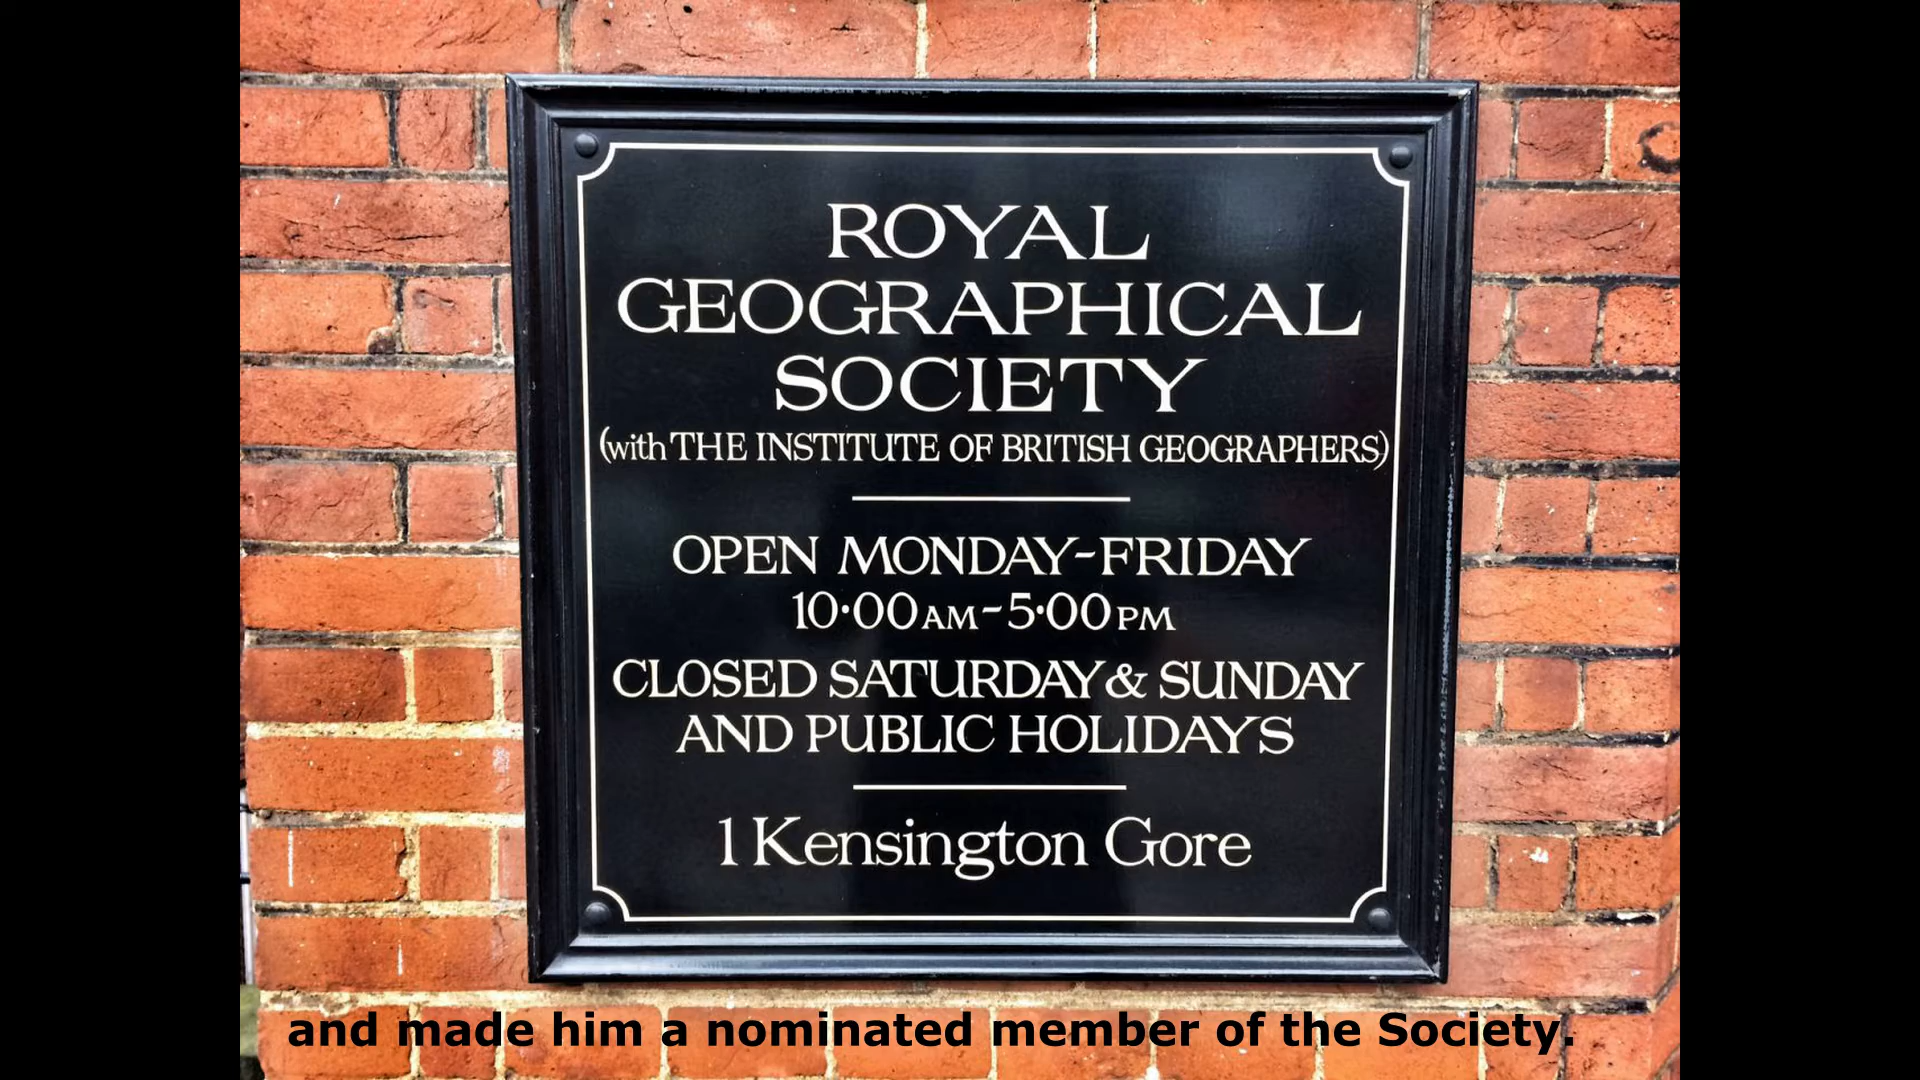 ROYAL
GEOGRAPHICAL
SOCIETY
(with THE INSTITUTE OF BRITISH GEOGRAPHERS)
OPEN MONDAY-FRIDAY
10·00AM-5·00PM
CLOSED SATURDAY & SUNDAY
AND PUBLIC HOLIDAYS
1 Kensington Gore
and made him a nominated member of the Society.